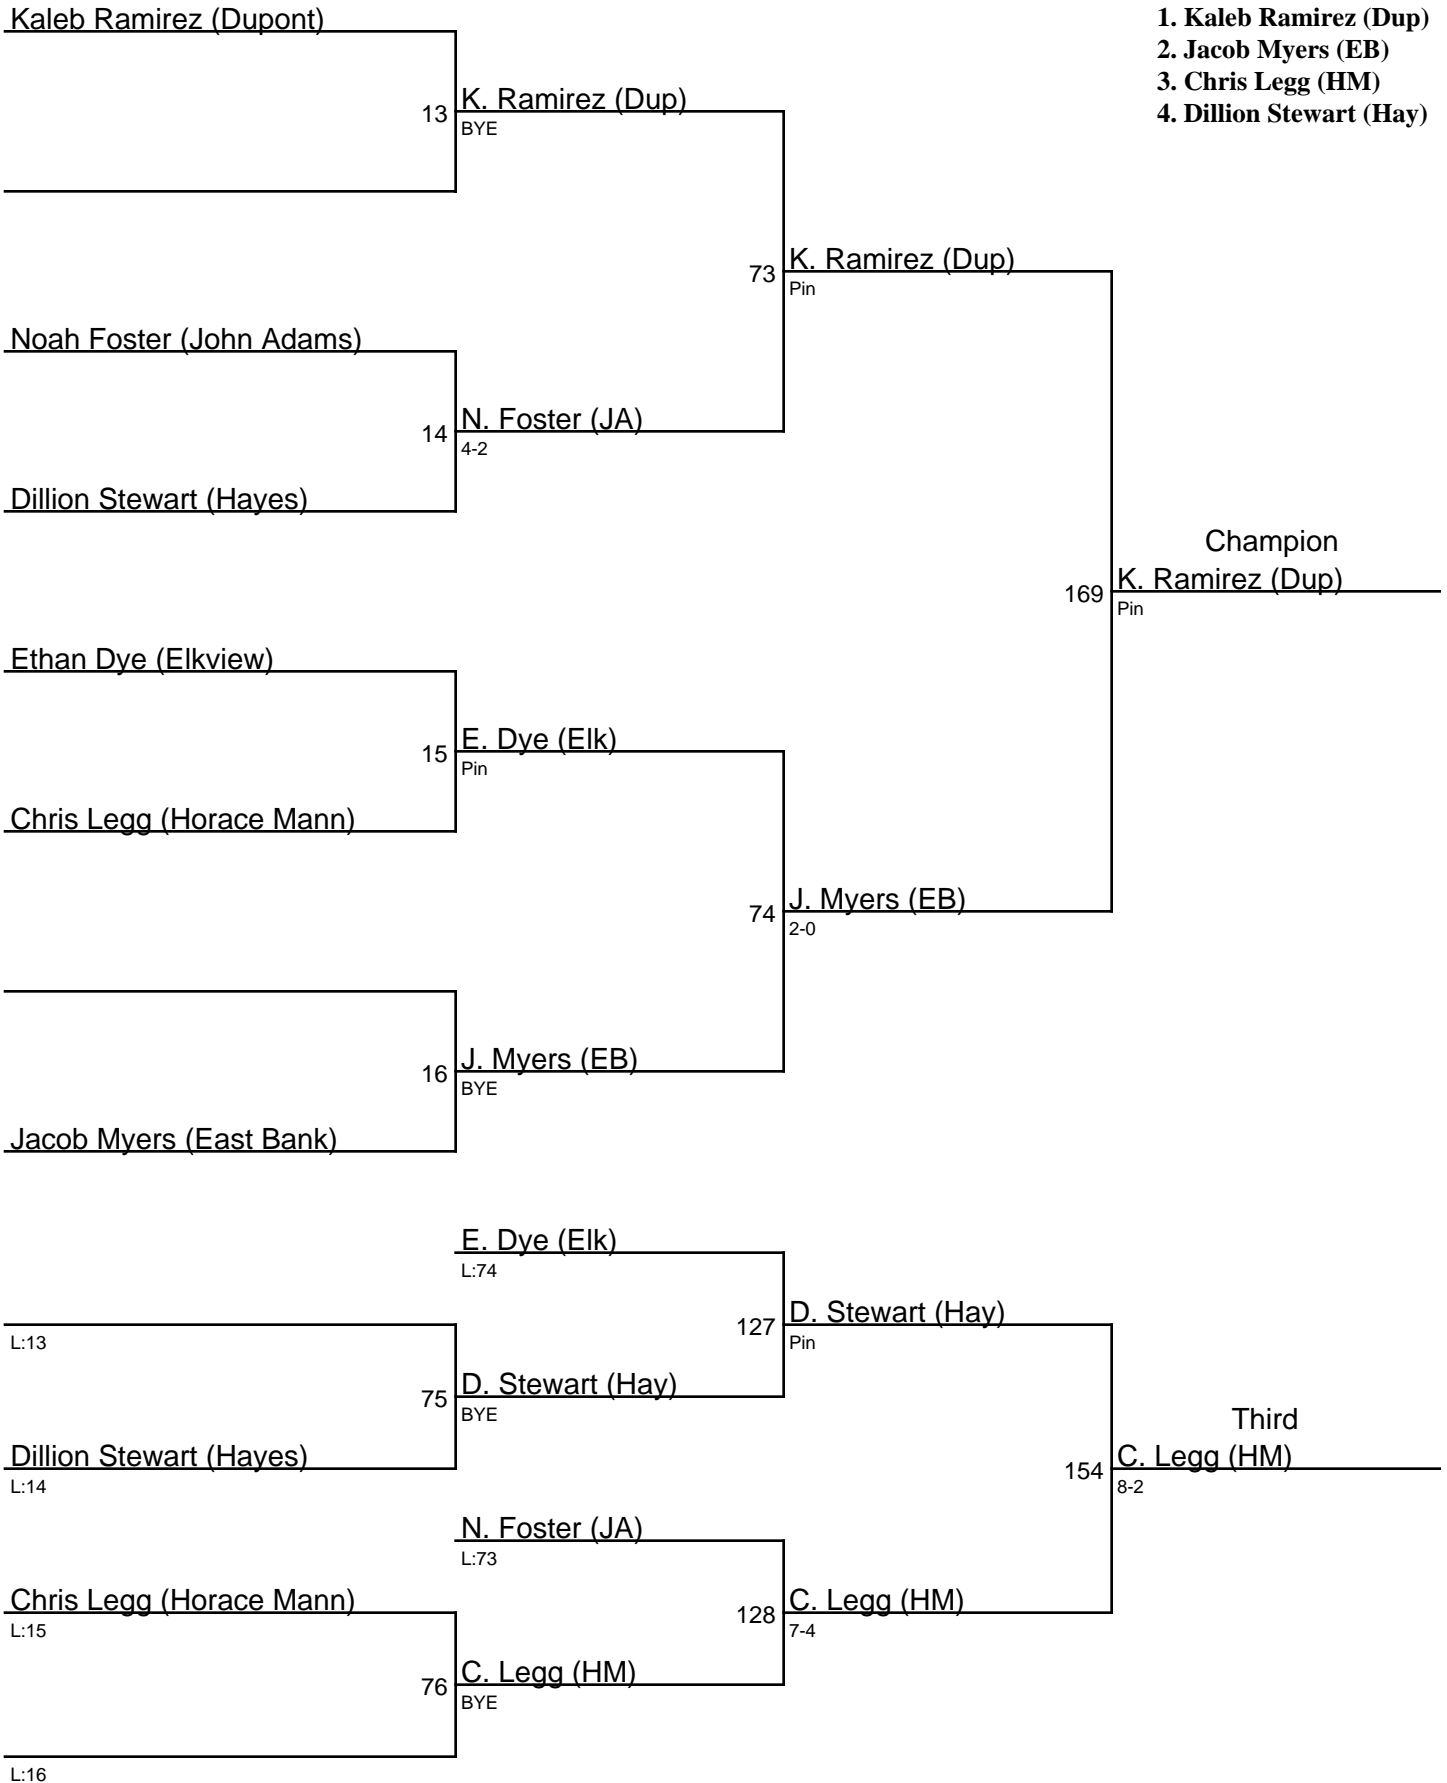 Kaleb Ramirez (Dupont)
1. Kaleb Ramirez (Dup)
2. Jacob Myers (EB)
3. Chris Legg (HM)
4. Dillion Stewart (Hay)
13
K. Ramirez (Dup)
BYE
73
K. Ramirez (Dup)
Pin
Noah Foster (John Adams)
14
N. Foster (JA)
4-2
Dillion Stewart (Hayes)
Champion
169
K. Ramirez (Dup)
Pin
Ethan Dye (Elkview)
15
E. Dye (Elk)
Pin
Chris Legg (Horace Mann)
74
J. Myers (EB)
2-0
16
J. Myers (EB)
BYE
Jacob Myers (East Bank)
E. Dye (Elk)
L:74
127
D. Stewart (Hay)
Pin
L:13
75
D. Stewart (Hay)
BYE
Third
Dillion Stewart (Hayes)
L:14
154
C. Legg (HM)
8-2
N. Foster (JA)
L:73
Chris Legg (Horace Mann)
L:15
128
C. Legg (HM)
7-4
76
C. Legg (HM)
BYE
L:16